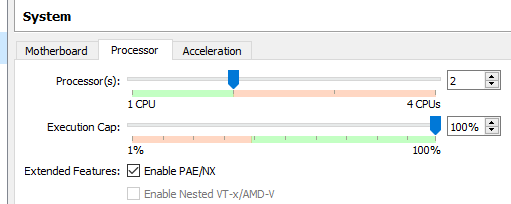 System
Motherboard Processor Acceleration
Processor(s): 2
1 CPU 4 CPUs
Execution Cap: 100%
1% 100%
Extended Features: Enable PAE/NX
Enable Nested VT-x/AMD-V